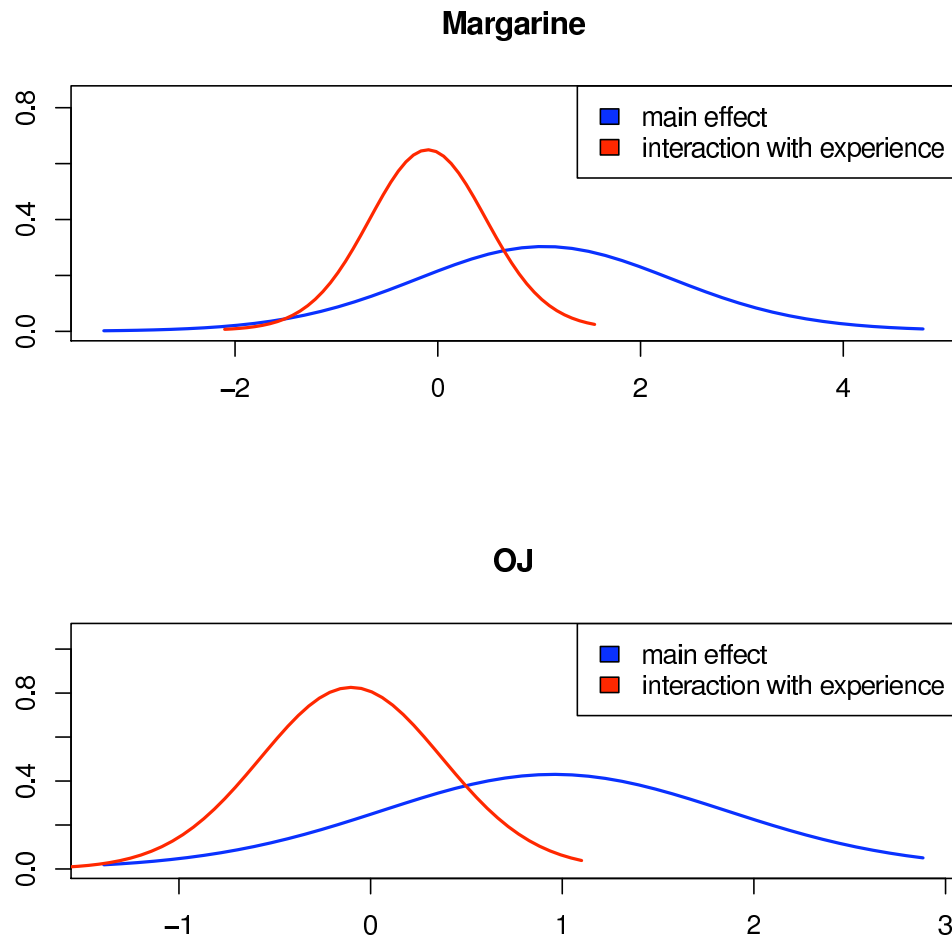 Margarine
0.8
0.4
0.0
main effect
interaction with experience
−2 0 2 4
OJ
0.8
0.4
0.0
main effect
interaction with experience
−1 0 1 2 3